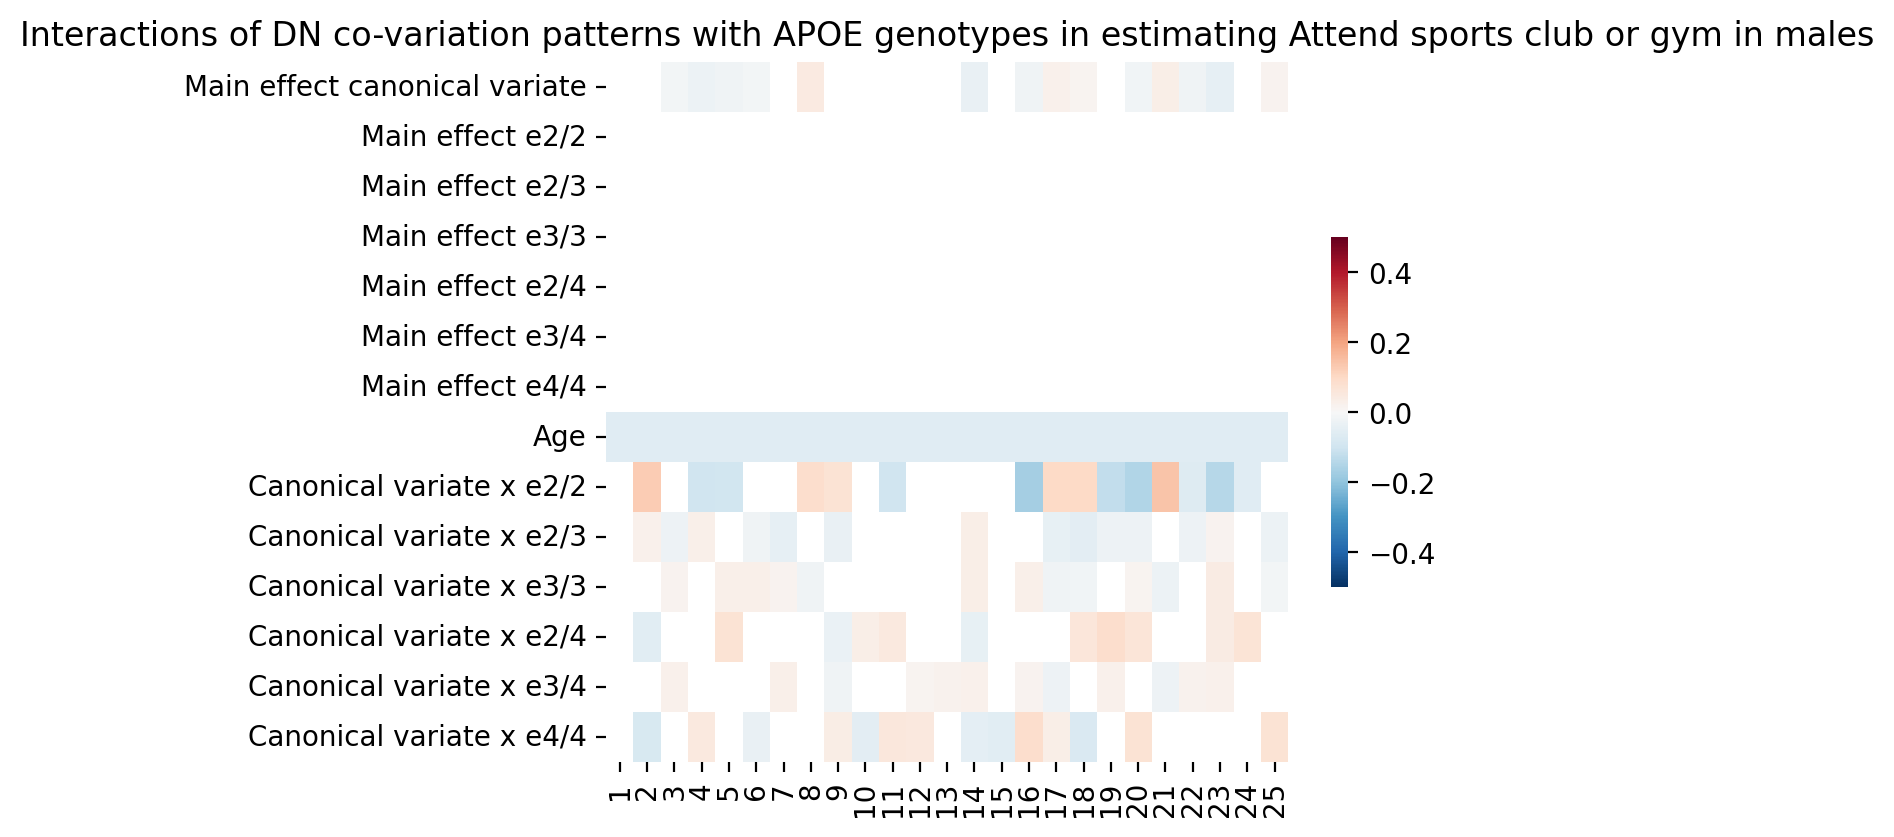 Interactions of DN co-variation patterns with APOE genotypes in estimating Attend sports club or gym in males
Main effect canonical variate
Main effect e2/2
Main effect e2/3
Main effect e3/3
Main effect e2/4
Main effect e3/4
Main effect e4/4
Age
Canonical variate x e2/2
Canonical variate x e2/3
Canonical variate x e3/3
Canonical variate x e2/4
Canonical variate x e3/4
Canonical variate x e4/4
1 2 3 4 5 6 7 8 9 10 11 12 13 14 15 16 17 18 19 20 21 22 23 24 25
0.4
0.2
0.0
−0.2
−0.4